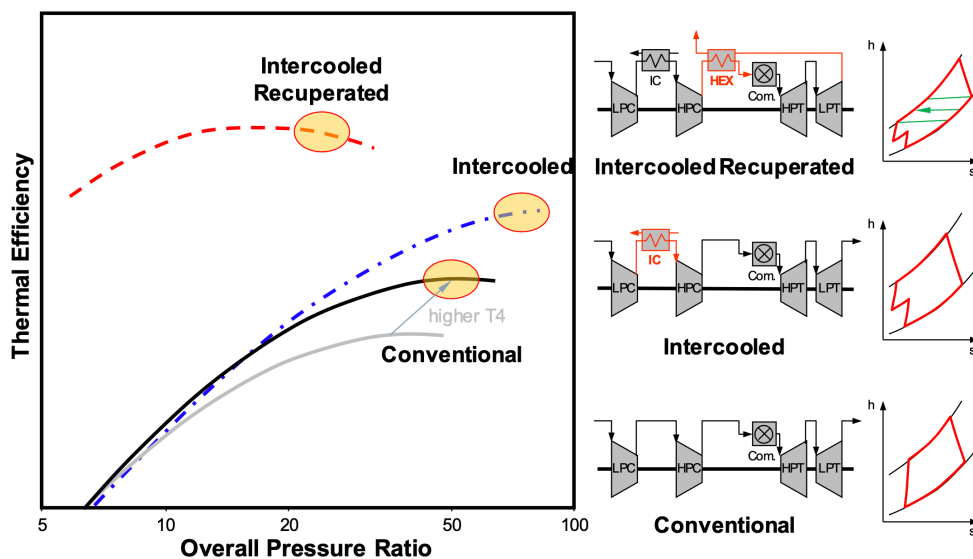 Intercooled
Recuperated
Intercooled
higher T4
Conventional
Thermal Efficiency
5
10
20
50
100
Overall Pressure Ratio
IC
HEX
Com.
LPC
HPC
HPT
LPT
Intercooled Recuperated
h
s
IC
Com.
LPC
HPC
HPT
LPT
Intercooled
h
s
Com.
LPC
HPC
HPT
LPT
Conventional
h
s